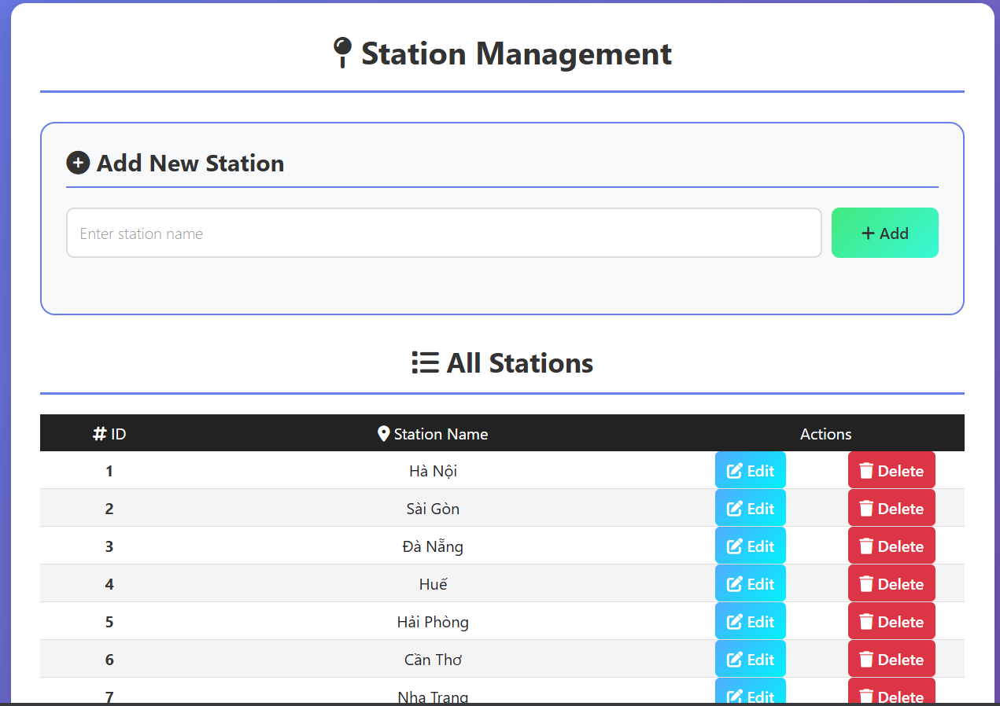 Station Management
Add New Station
Enter station name
+ Add
# ID Station Name Actions
All Stations
1 Hà Nội Edit Delete
2 Sài Gòn Edit Delete
3 Đà Nẵng Edit Delete
4 Huế Edit Delete
5 Hải Phòng Edit Delete
6 Cần Thơ Edit Delete
7 Nha Trang Edit Delete